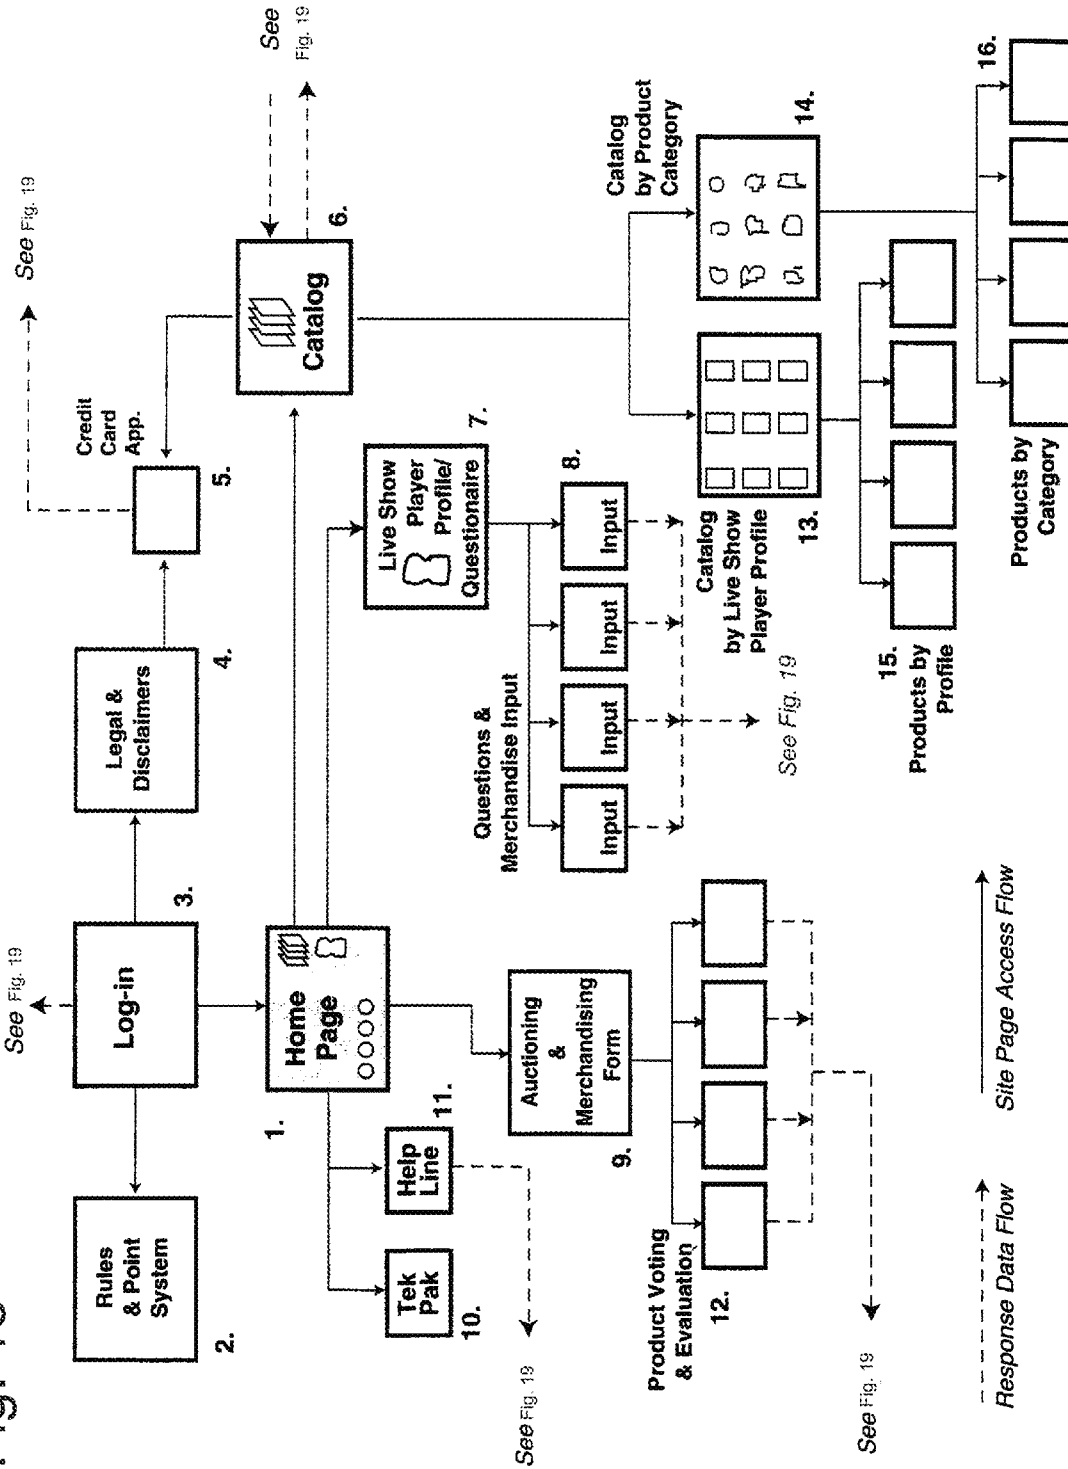 See Fig. 19
See Fig. 19
Rules
& Point
System
2.
Log-in
3.
Legal &
Disclaimers
4.
Credit
Card
App.
5.
See
Fig. 19
1.
Home
Page
Catalog
6.
Tek
Pak
10.
Help
Line
11.
Live Show
Player
Profile/
Questionaire
7.
See Fig. 19
Auctioning
&
Merchandising
Form
9.
Questions &
Merchandise Input
8.
Input
Input
Input
Input
See Fig. 19
Product Voting
& Evaluation
12.
See Fig. 19
Catalog
by Live Show
Player Profile
13.
Catalog
by Product
Category
14.
15.
Products by
Profile
16.
Products by
Category
Response Data Flow
Site Page Access Flow